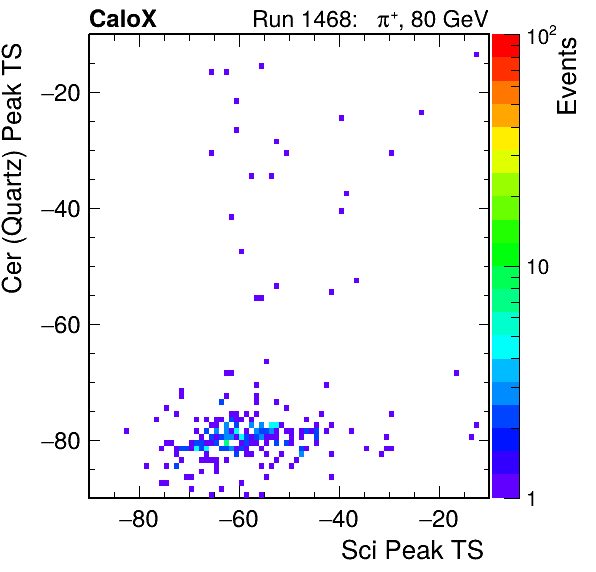 CaloX Run 1468: π⁺, 80 GeV
Cer (Quartz) Peak TS
−20
−40
−60
−80
−80 −60 −40 −20
Sci Peak TS
10²
10
1
Events